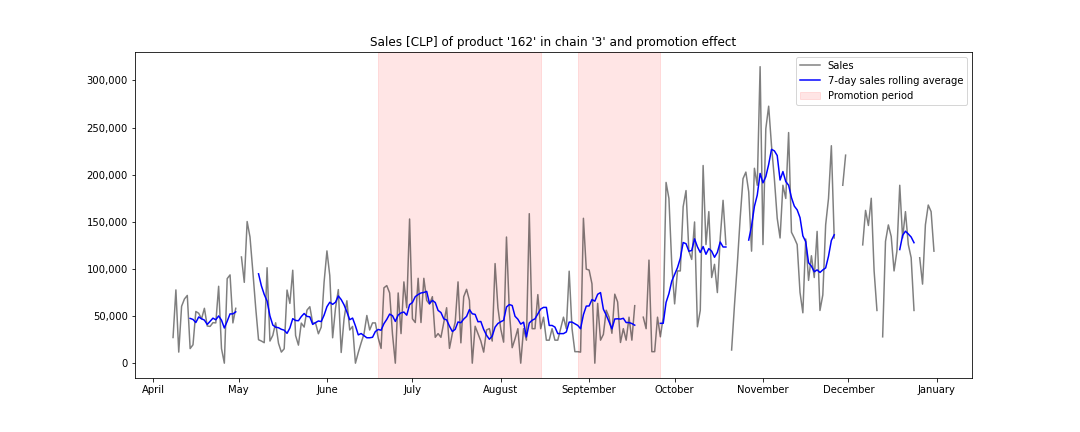 Sales [CLP] of product '162' in chain '3' and promotion effect
Sales
7-day sales rolling average
Promotion period
300,000
250,000
200,000
150,000
100,000
50,000
0
April May June July August September October November December January